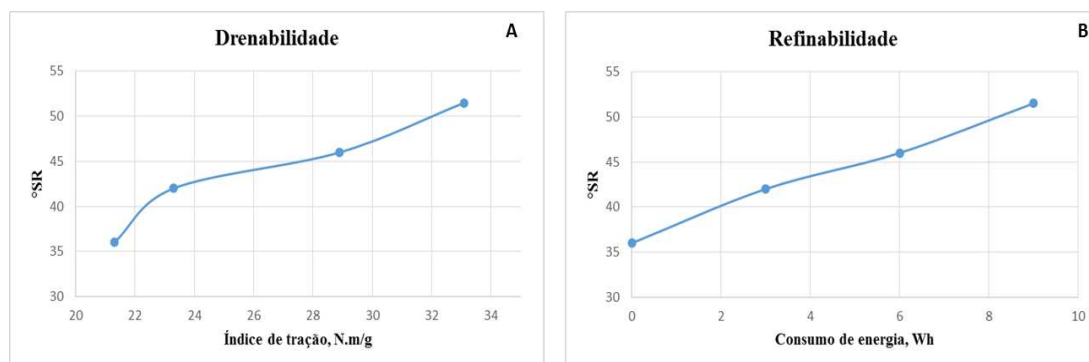 Drenabilidade
A
55
50
45
40
35
30
°SR
20 22 24 26 28 30 32 34
Índice de tração, N.m/g
Refinabilidade
B
55
50
45
40
35
30
°SR
0 2 4 6 8 10
Consumo de energia, Wh